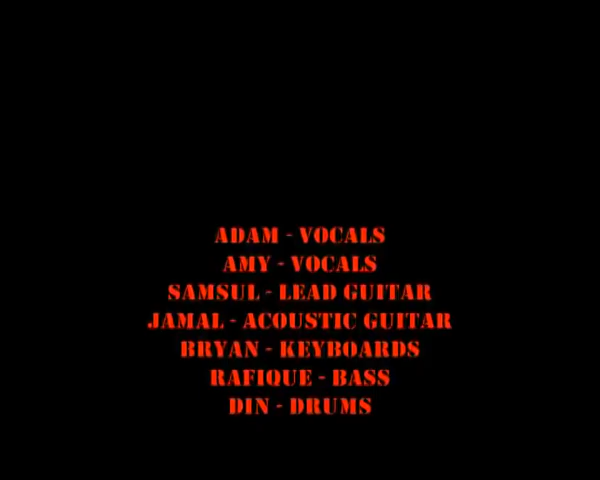 ADAM - VOCALS
AMY - VOCALS
SAMSUL - LEAD GUITAR
JAMAL - ACOUSTIC GUITAR
BRYAN - KEYBOARDS
RAFIQUE - BASS
DIN - DRUMS